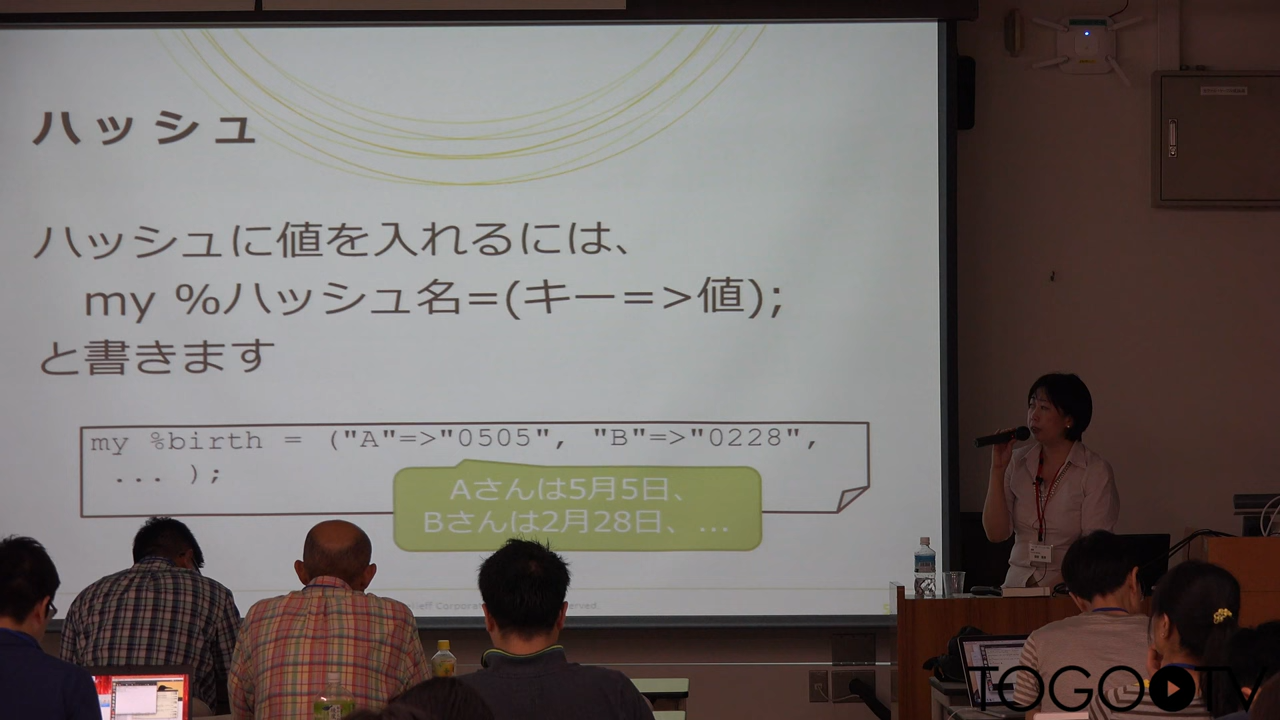 ハッシュ
ハッシュに値を入れるには、
my %ハッシュ名=(キー=>値);
と書きます
my %birth = ("A"=>"0505", "B"=>"0228",
... );
Aさんは5月5日、
Bさんは2月28日、...
TOGOTV